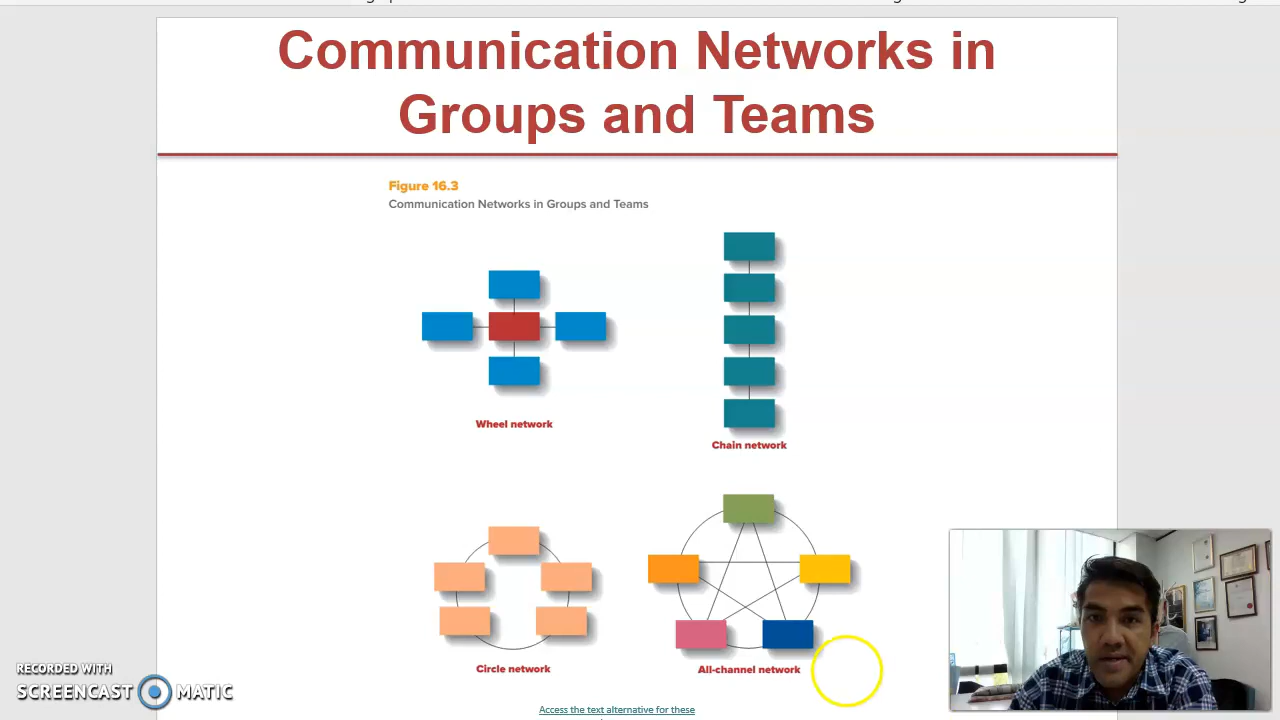 Communication Networks in
Groups and Teams
Figure 16.3
Communication Networks in Groups and Teams
Wheel network
Chain network
Circle network
All-channel network
Access the text alternative for these
RECORDED WITH
SCREENCAST MATIC